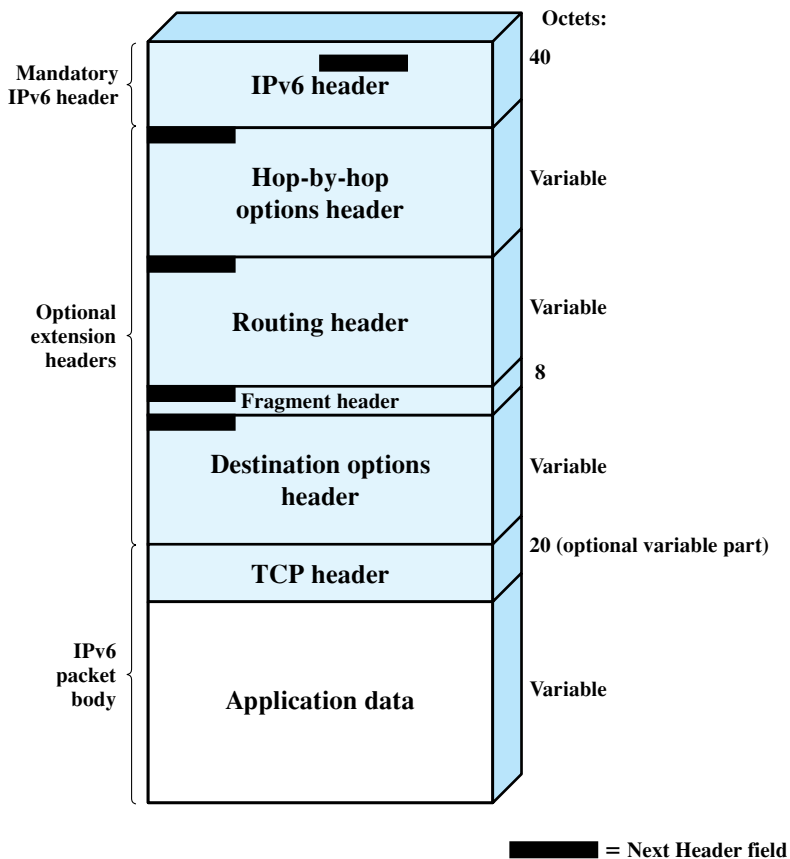 Octets:
Mandatory
IPv6 header
IPv6 header
40
Hop-by-hop
options header
Variable
Optional
extension
headers
Routing header
Variable
8
Fragment header
Destination options
header
Variable
20 (optional variable part)
TCP header
IPv6
packet
body
Application data
Variable
= Next Header field